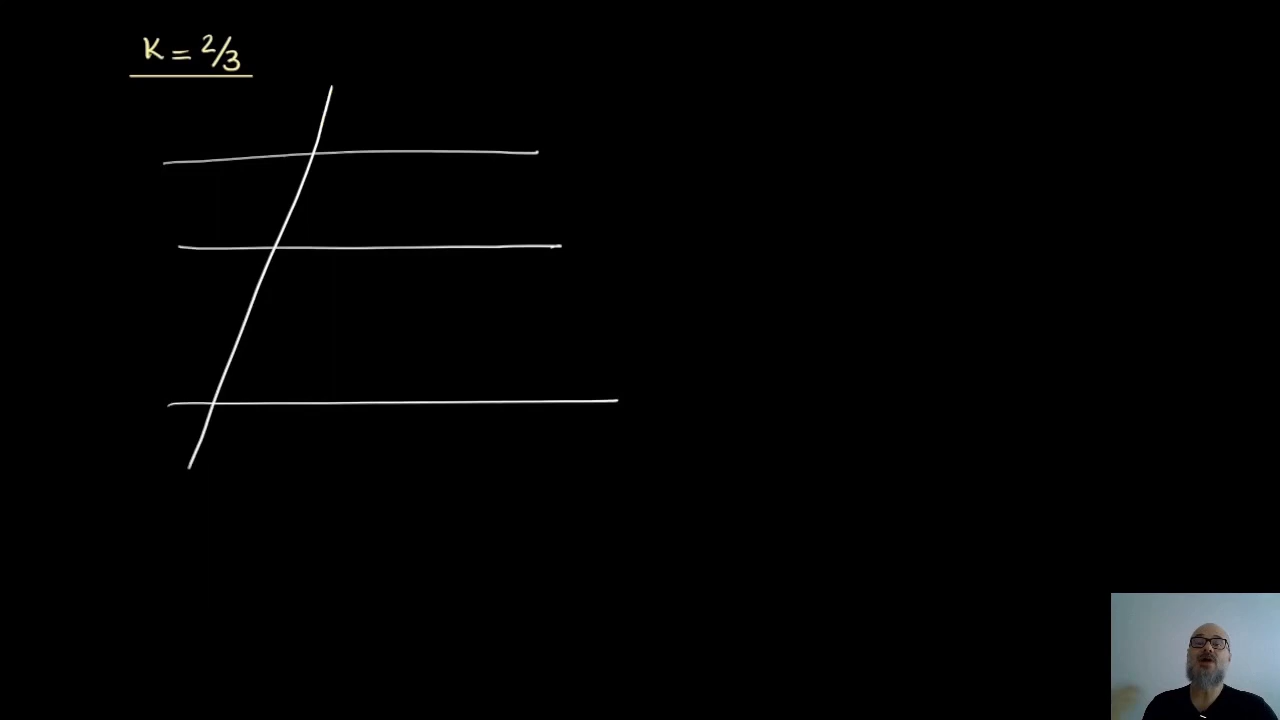 K = 2/3